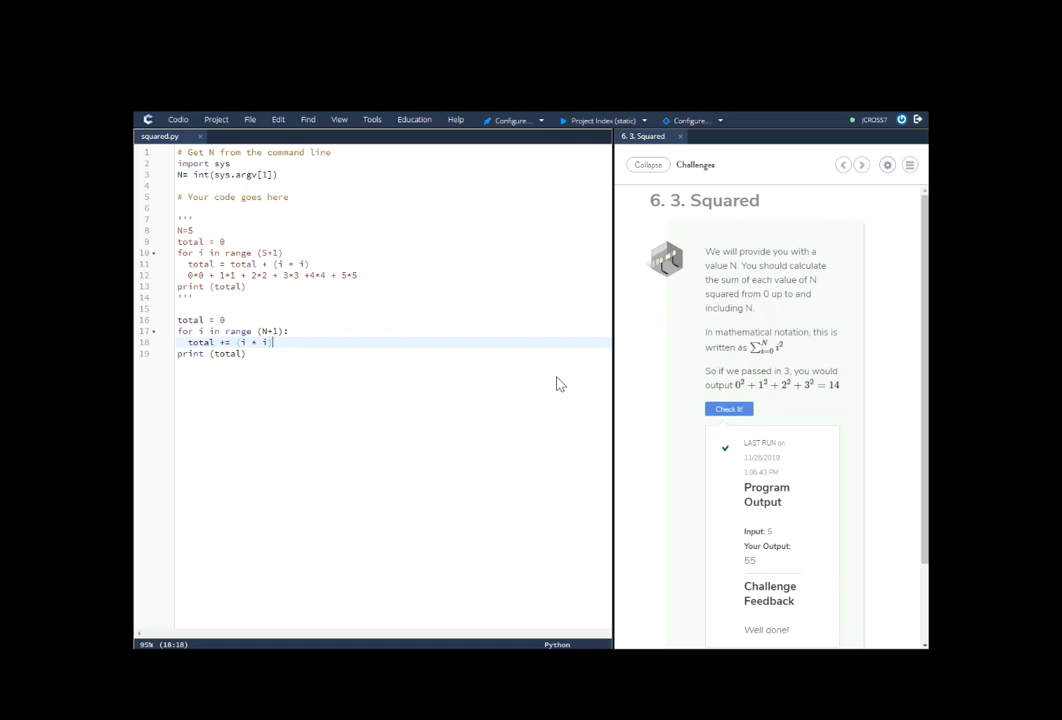 Codio Project File Edit View Find Tools Education Help Configure... Project Index (static) Configure... JCROSS7
squared.py ×
6. 3. Squared ×
1 # Get N from the command line
2 import sys
3 N= int(sys.argv[1])
4
5 # Your code goes here
6
7 '''
8 N=5
9 total = 0
10 for i in range (5+1)
11 total = total + (i * i)
12 0*0 + 1*1 + 2*2 + 3*3 +4*4 + 5*5
13 print (total)
14 '''
15
16 total = 0
17 for i in range (N+1):
18 total += (i * i)
19 print (total)
95% (18:18) Python
Collapse Challenges
6. 3. Squared
We will provide you with a
value N. You should calculate
the sum of each value of N
squared from 0 up to and
including N.
In mathematical notation, this is
written as ∑_{i=0}^{N} i²
So if we passed in 3, you would
output 0² + 1² + 2² + 3² = 14
Check It!
LAST RUN on
11/26/2019,
1:06:43 PM
Program
Output
Input: 5
Your Output:
55
Challenge
Feedback
Well done!